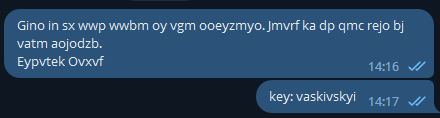 Gino in sx wwp wwbm oy vgm ooeyzmyo. Jmvrf ka dp qmc rejo bj
vatm aojodzb.
Eypvtek Ovxvf
14:16
key: vaskivskyi
14:17